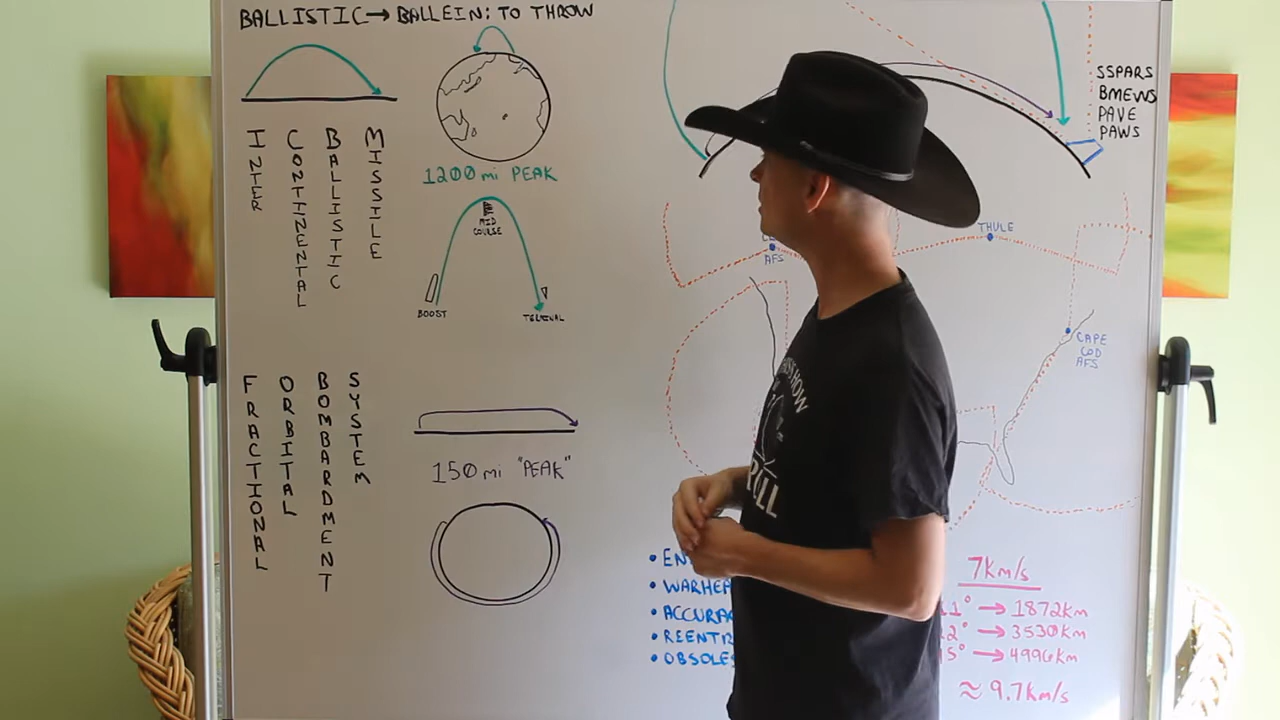 BALLISTIC→BALLEIN: TO THROW
INTER
CONTINENTAL
BALLISTIC
MISSILE
1200 mi PEAK
MID
COURSE
BOOST
TERMINAL
FRACTIONAL
ORBITAL
BOMBARDMENT
SYSTEM
150 mi "PEAK"
SSPARS
BMEWS
PAVE
PAWS
AFS
THULE
CAPE
COD
AFS
7km/s
→ 1872km
→ 3530km
→ 4996km
≈ 9.7km/s